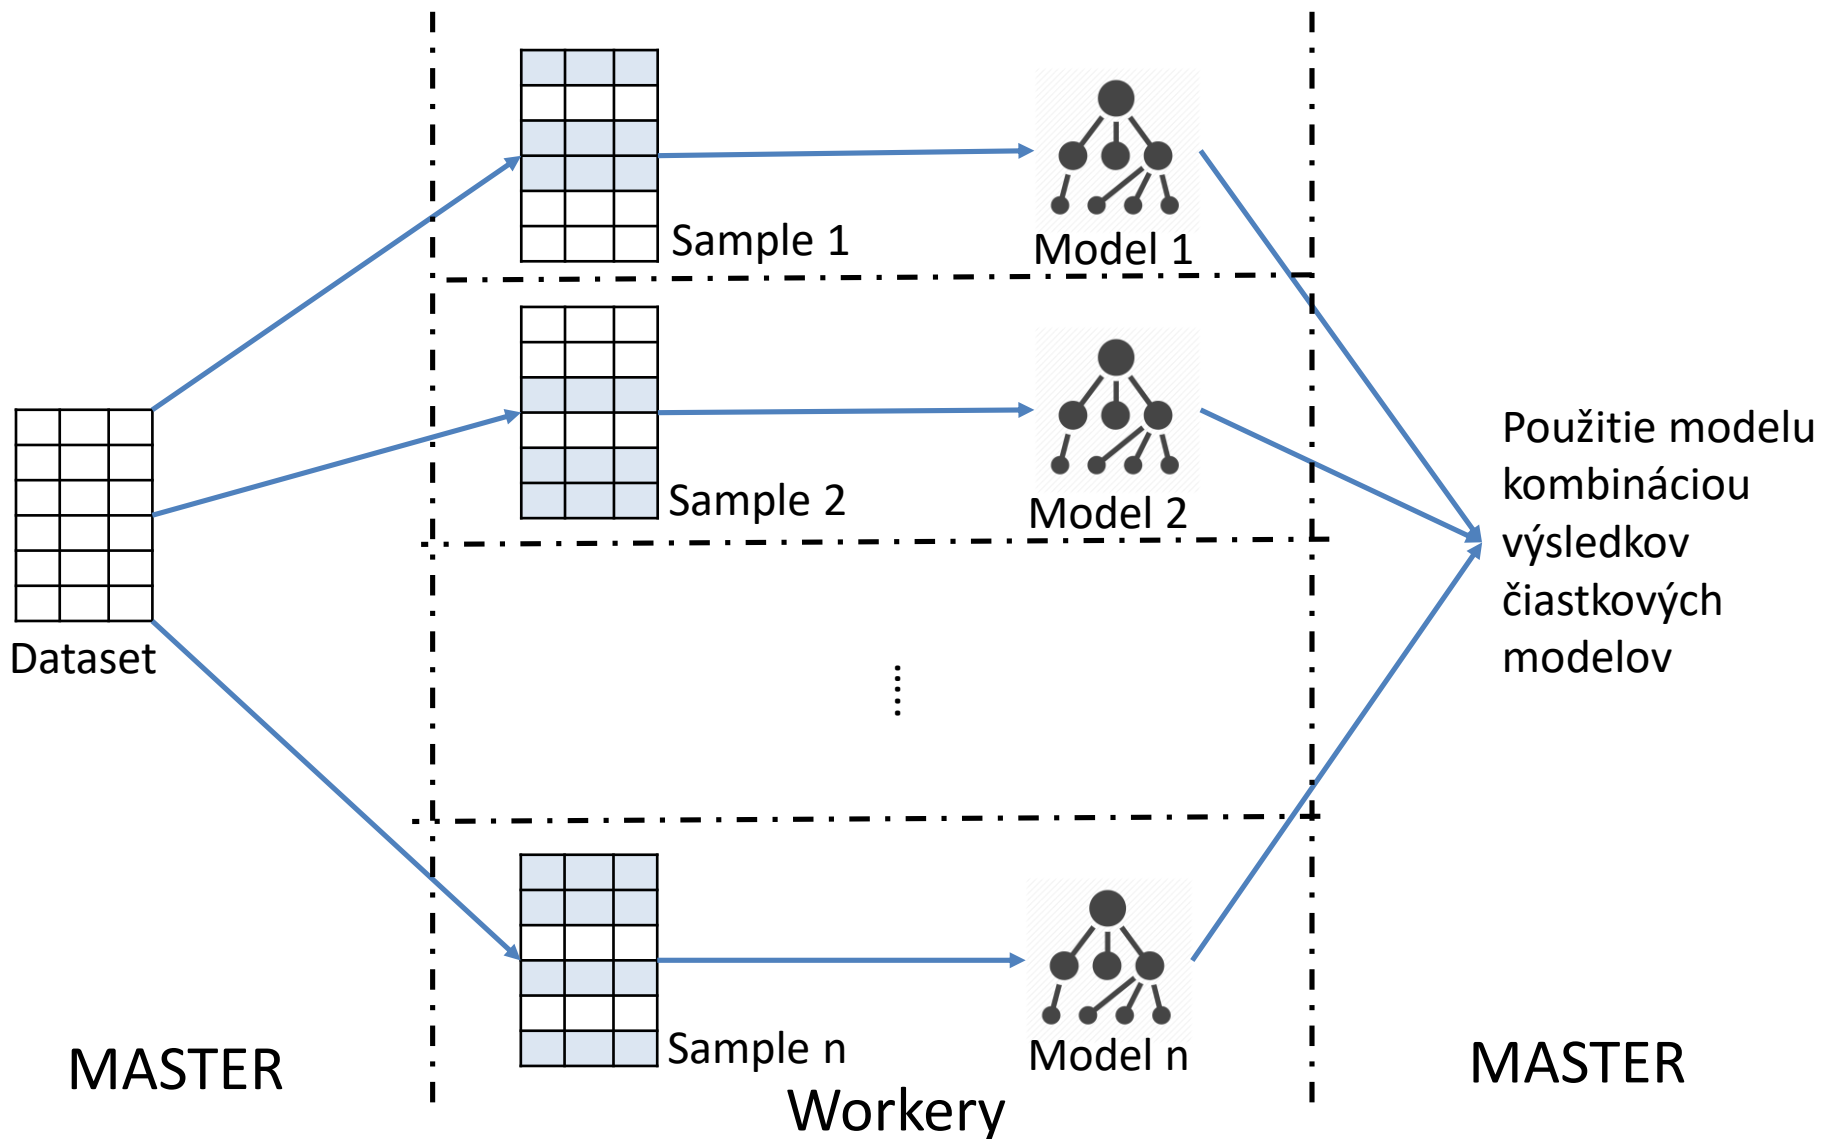 Sample 1
Model 1
Sample 2
Model 2
Dataset
Použitie modelu
kombináciou
výsledkov
čiastkových
modelov
Sample n
Model n
MASTER
Workery
MASTER